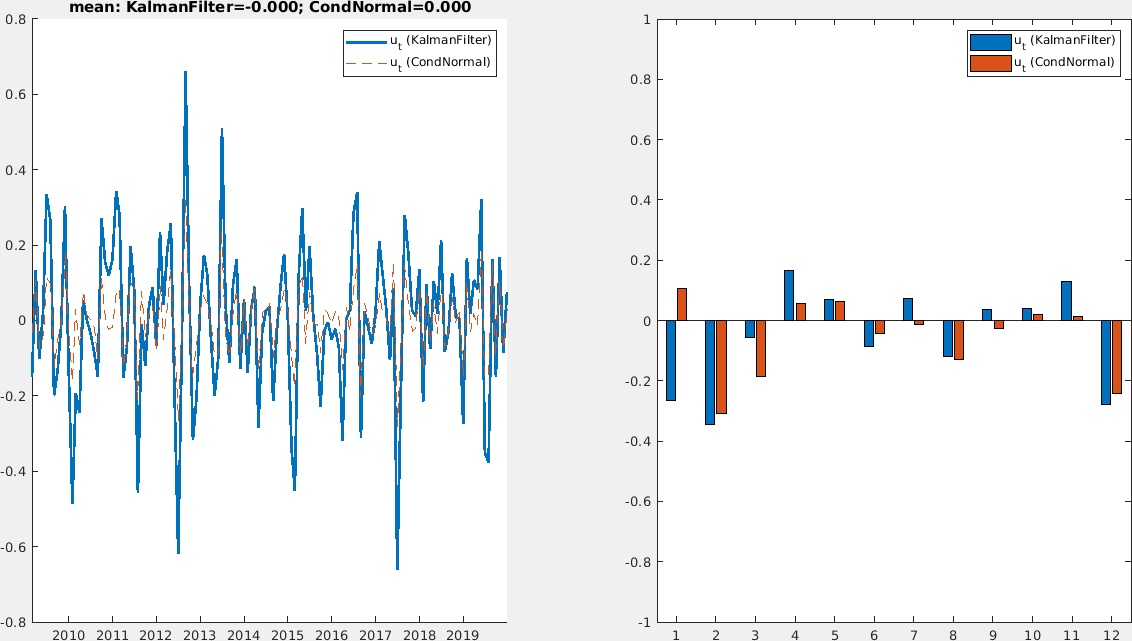 mean: KalmanFilter=-0.000; CondNormal=0.000
0.8
0.6
0.4
0.2
0
-0.2
-0.4
-0.6
-0.8
2010 2011 2012 2013 2014 2015 2016 2017 2018 2019
u_t (KalmanFilter)
u_t (CondNormal)
1
0.8
0.6
0.4
0.2
0
-0.2
-0.4
-0.6
-0.8
-1
1 2 3 4 5 6 7 8 9 10 11 12
u_t (KalmanFilter)
u_t (CondNormal)